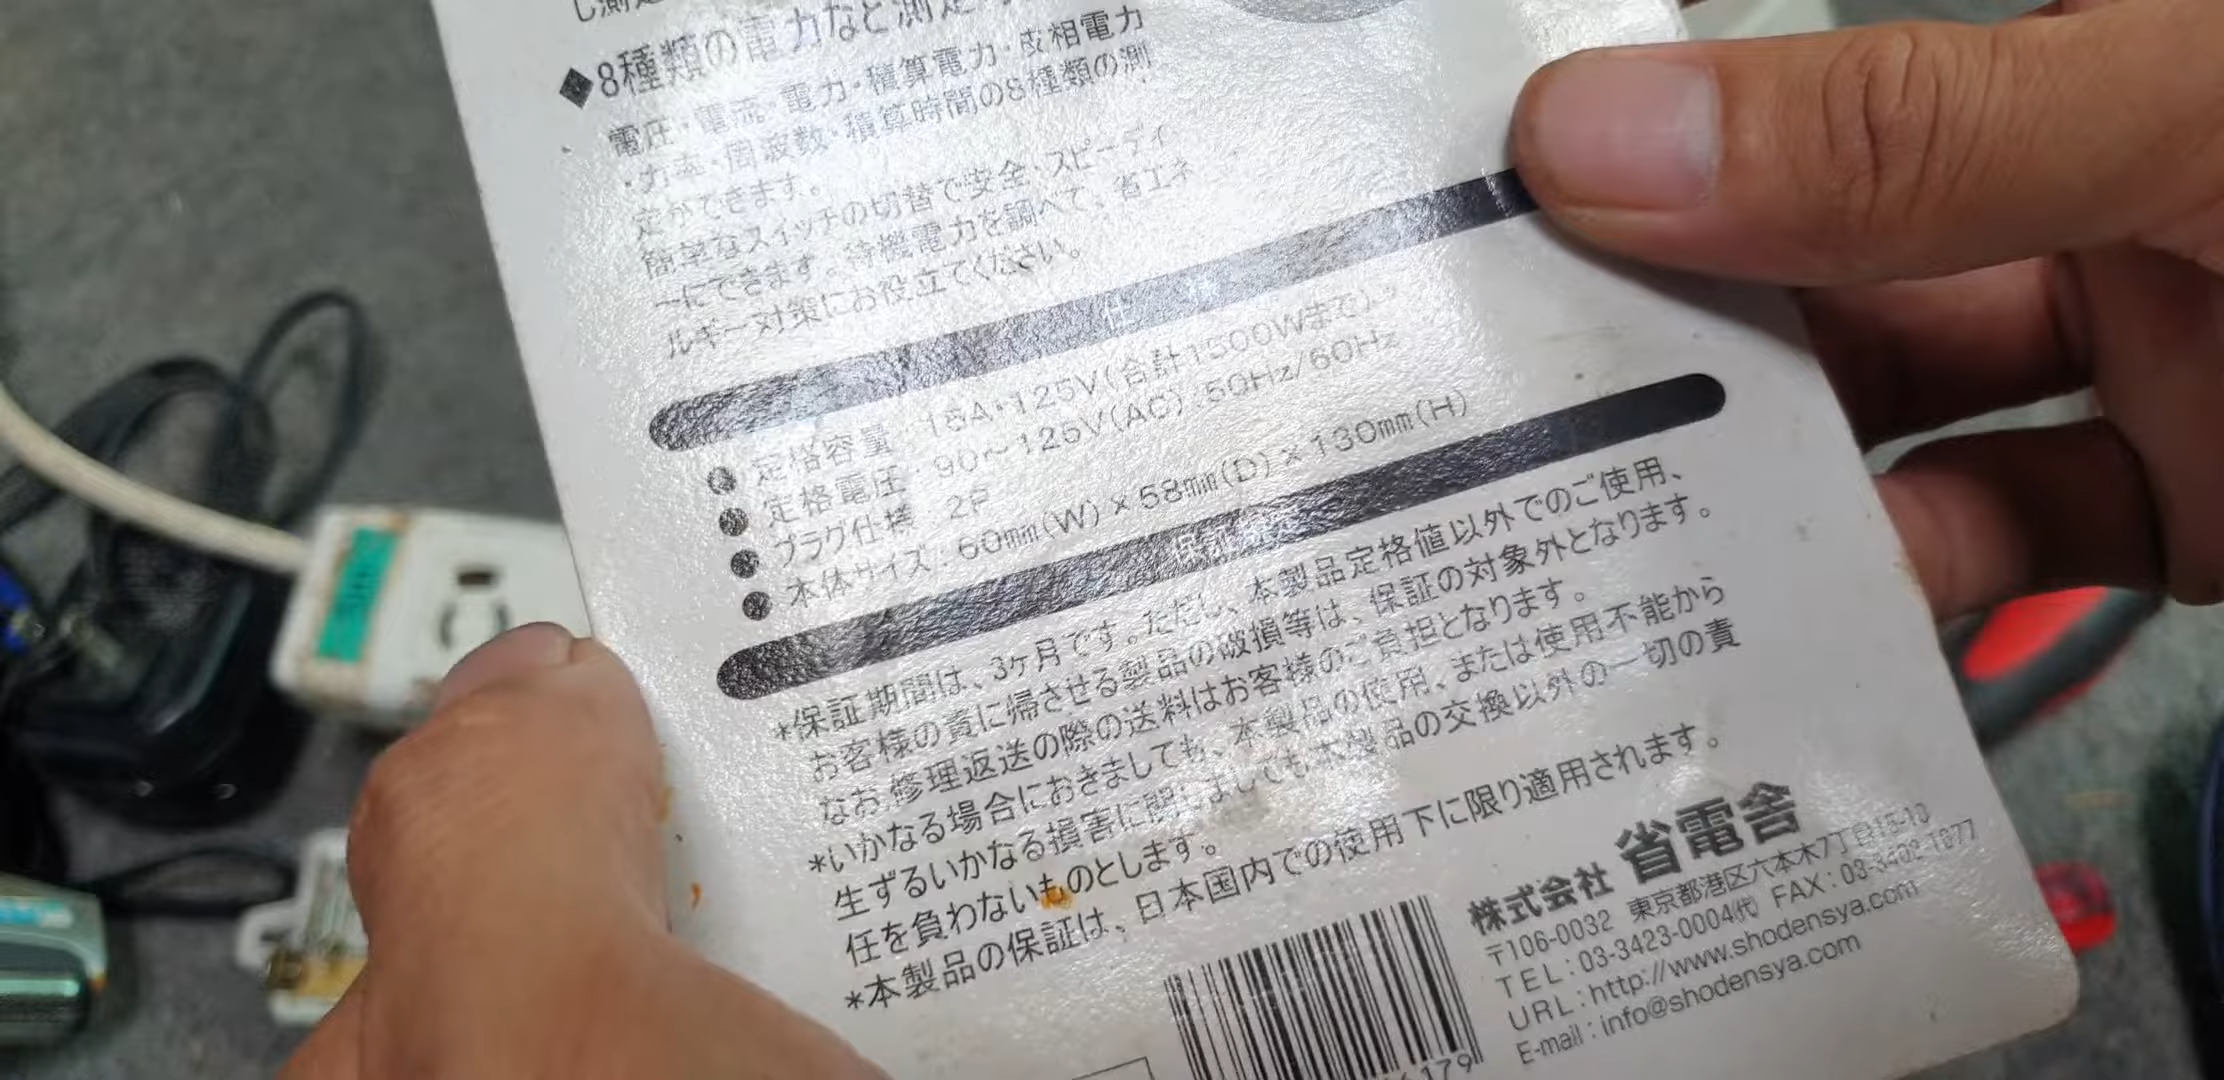 し測定
◆8種類の電力など測定
電圧・電流・電力・積算電力・皮相電力
・力率・周波数・積算時間の8種類の測
定ができます。
簡単なスイッチの切替で安全・スピーディ
ーにできます。待機電力を調べて、省エネ
ルギー対策にお役立てください。
仕
●定格容量：15A・125V(合計1500Wまで)
●定格電圧：90～125V(AC)：50Hz/60Hz
●プラグ仕様 2P
●本体サイズ：60mm(W)×58mm(D)×130mm(H)
保証
*保証期間は、3ケ月です。ただし、本製品定格値以外でのご使用、
お客様の責に帰させる製品の破損等は、保証の対象外となります。
なお修理返送の際の送料はお客様のご負担となります。
*いかなる場合におきましても、本製品の使用、または使用不能から
生ずるいかなる損害に関しましても本製品の交換以外の一切の責
任を負わないものとします。
*本製品の保証は、日本国内での使用下に限り適用されます。
株式会社 省電舎
〒106-0032 東京都港区六本木7丁目15-13
TEL：03-3423-0004㈹ FAX：03-3402-1077
URL：http://www.shodensya.com
E-mail：info@shodensya.com